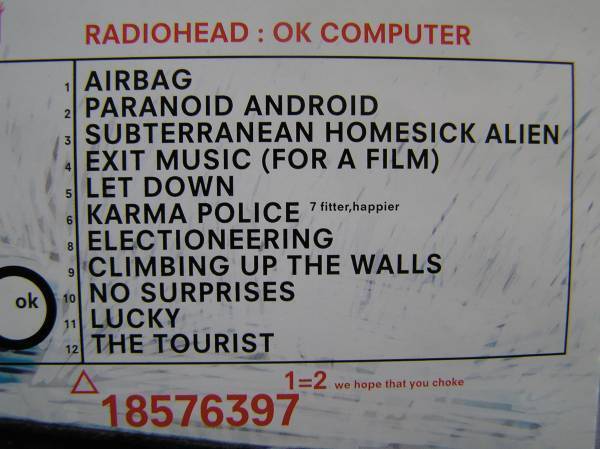 RADIOHEAD : OK COMPUTER
1 AIRBAG
2 PARANOID ANDROID
3 SUBTERRANEAN HOMESICK ALIEN
4 EXIT MUSIC (FOR A FILM)
5 LET DOWN
6 KARMA POLICE 7 fitter,happier
8 ELECTIONEERING
9 CLIMBING UP THE WALLS
ok
10 NO SURPRISES
11 LUCKY
12 THE TOURIST
1=2 we hope that you choke
18576397